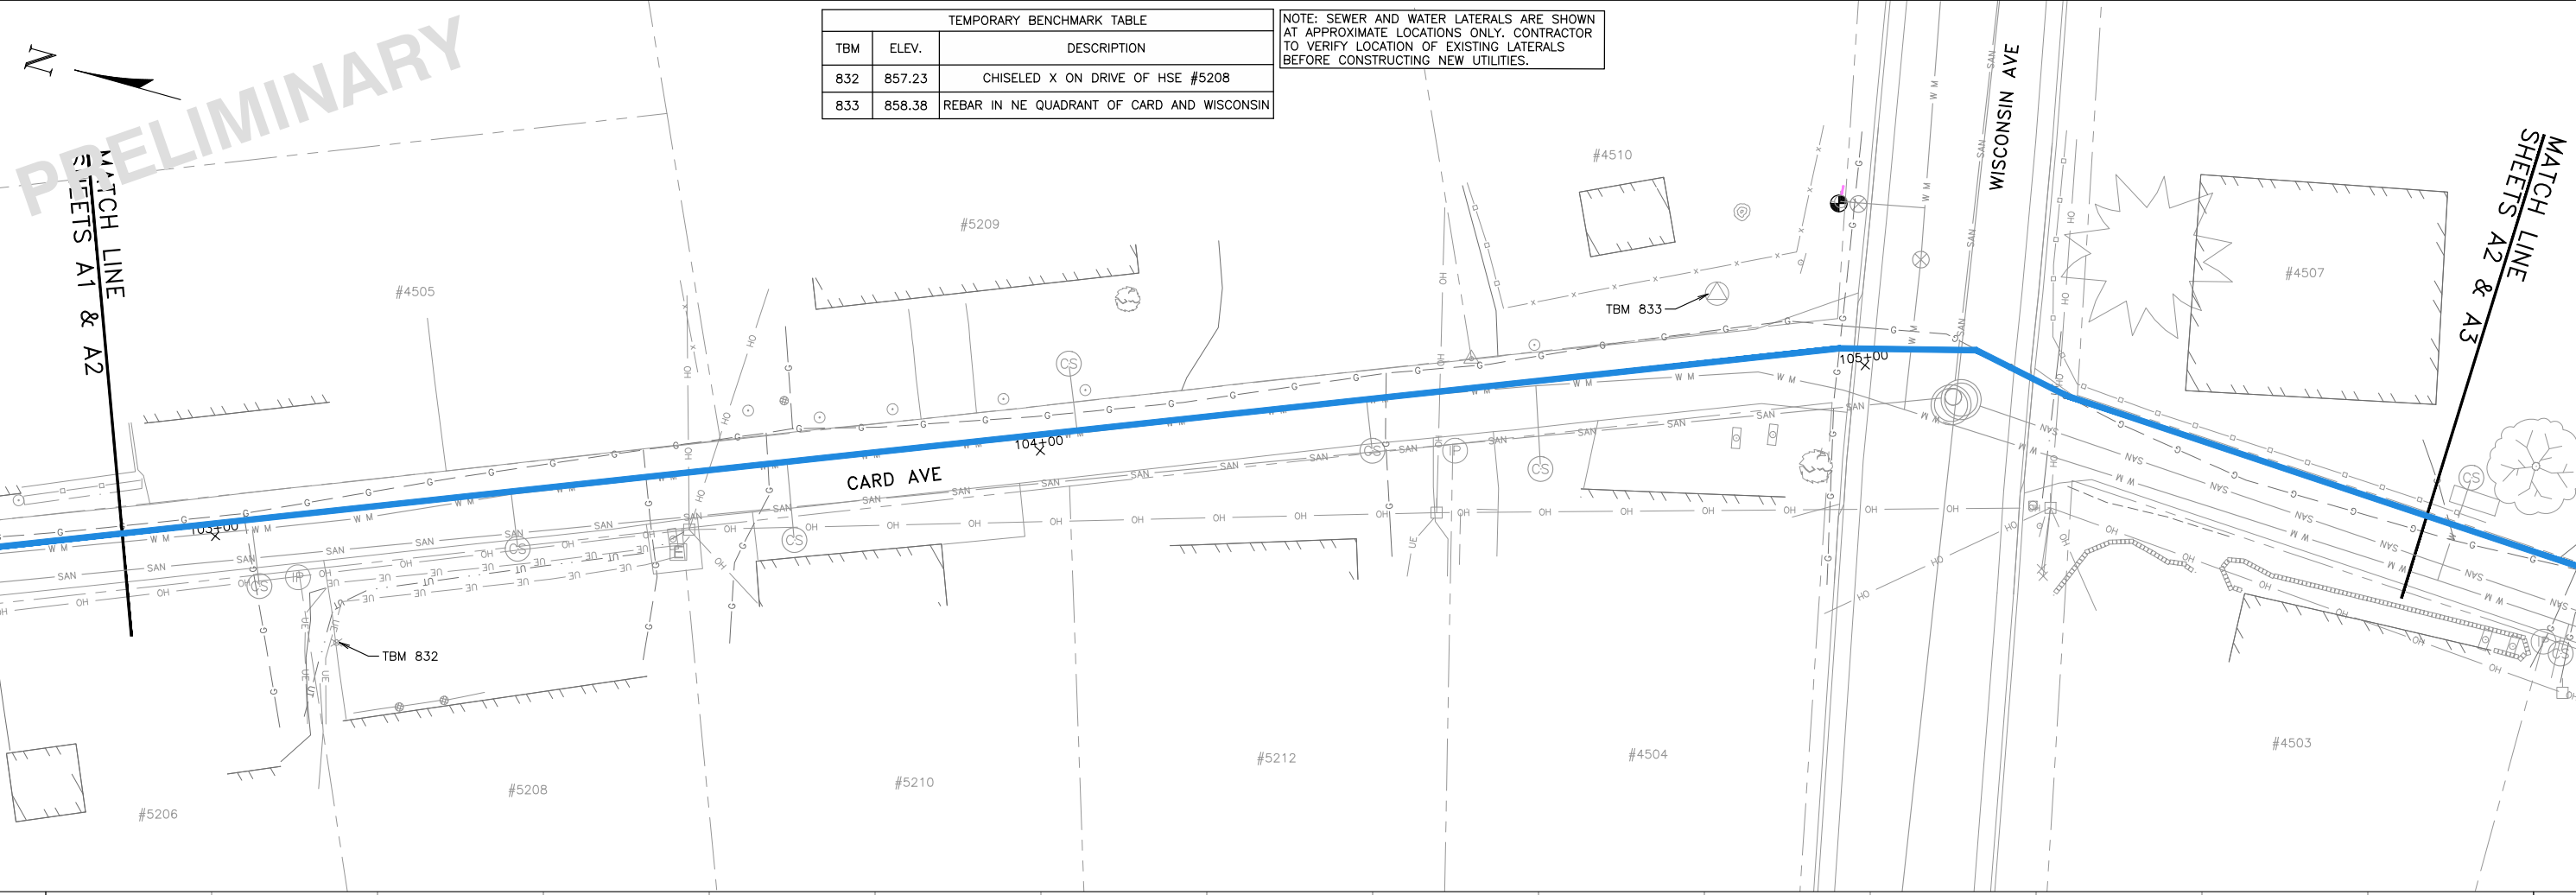 PRELIMINARY
N
TEMPORARY BENCHMARK TABLE
TBM ELEV. DESCRIPTION
832 857.23 CHISELED X ON DRIVE OF HSE #5208
833 858.38 REBAR IN NE QUADRANT OF CARD AND WISCONSIN
NOTE: SEWER AND WATER LATERALS ARE SHOWN
AT APPROXIMATE LOCATIONS ONLY. CONTRACTOR
TO VERIFY LOCATION OF EXISTING LATERALS
BEFORE CONSTRUCTING NEW UTILITIES.
MATCH LINE
SHEETS A1 & A2
WISCONSIN AVE
MATCH LINE
SHEETS A2 & A3
#4510
#5209
#4505
#4507
TBM 833
105+00
104+00
103+00
CARD AVE
TBM 832
#5206
#5208
#5210
#5212
#4504
#4503